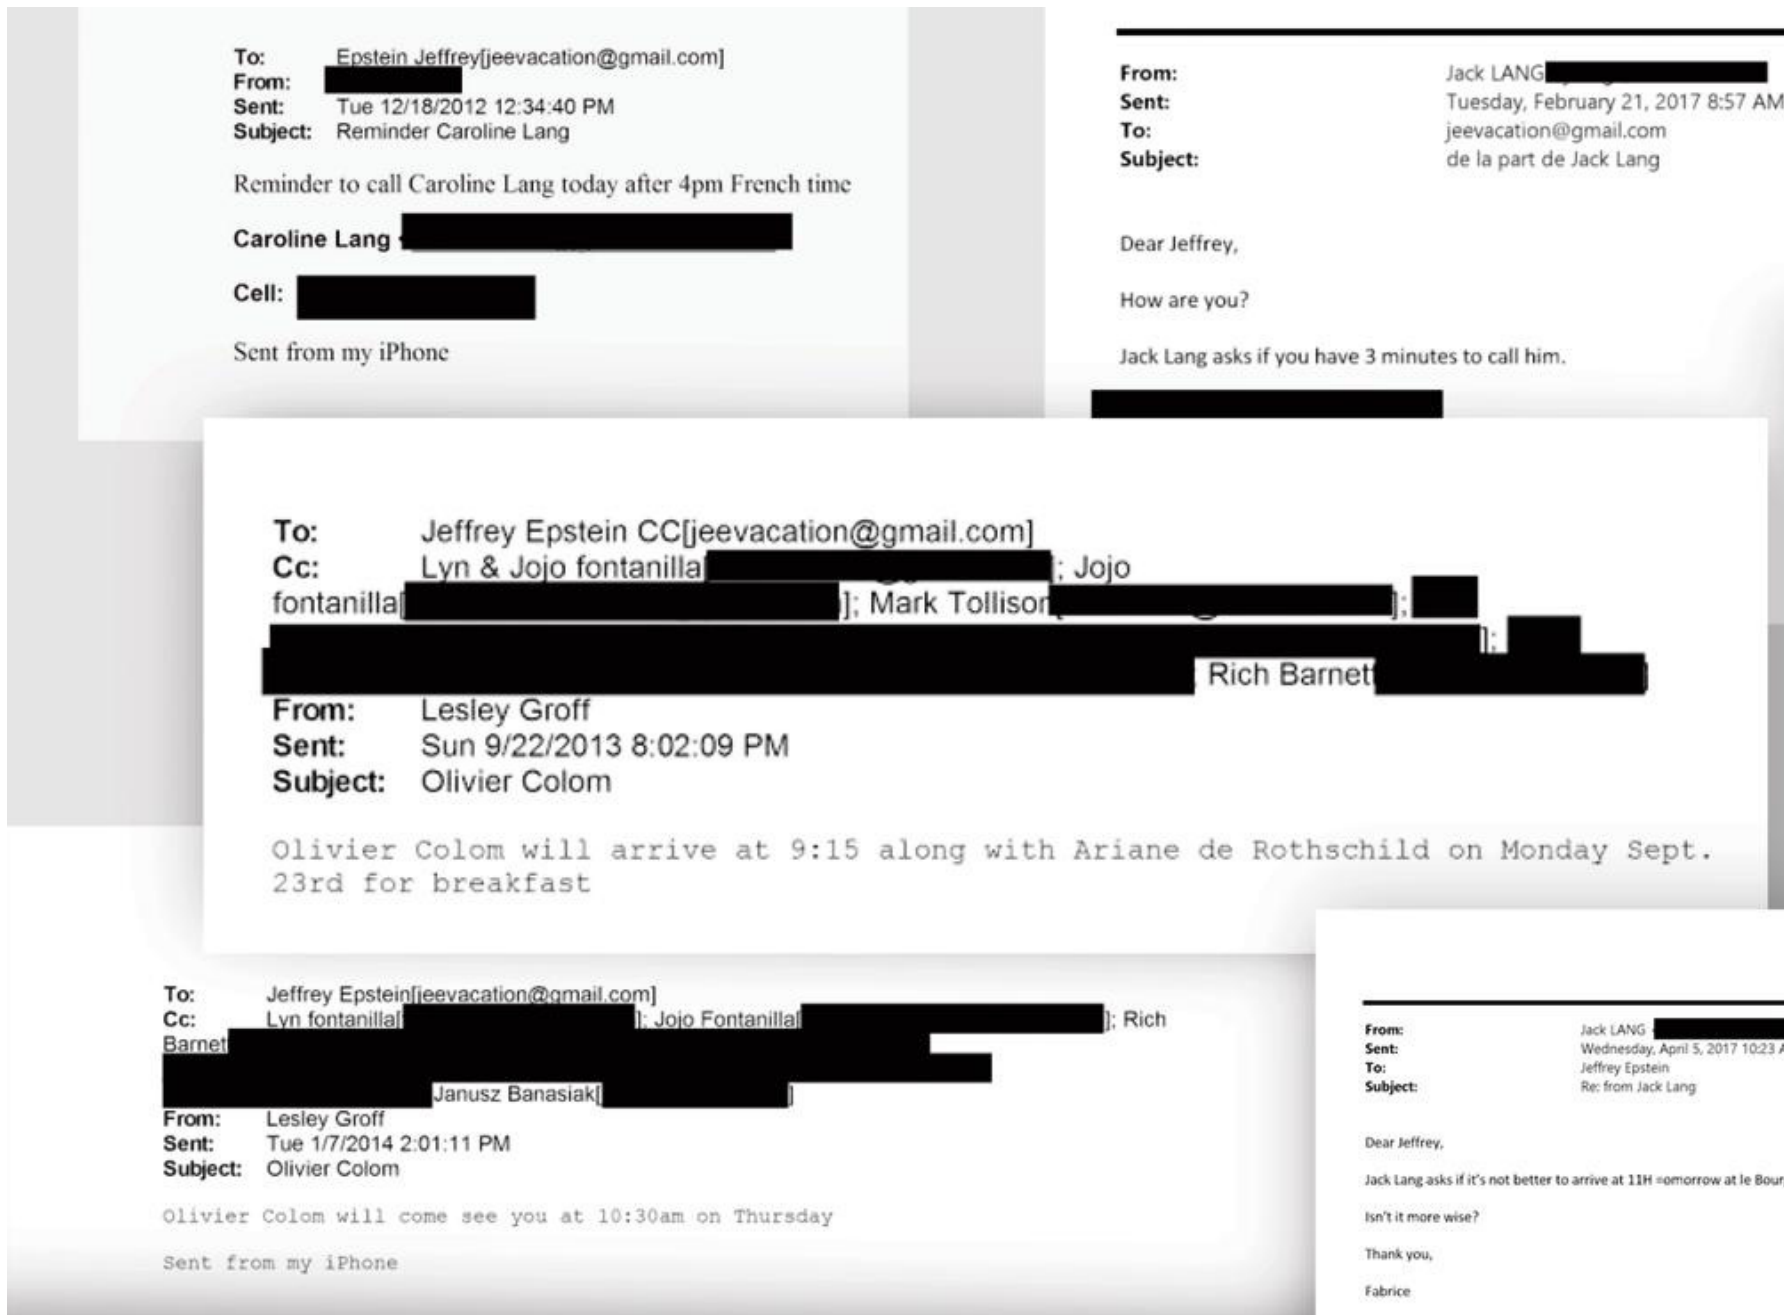 To: Epstein Jeffrey[jeevacation@gmail.com]
From:
Sent: Tue 12/18/2012 12:34:40 PM
Subject: Reminder Caroline Lang
Reminder to call Caroline Lang today after 4pm French time
Caroline Lang
Cell:
Sent from my iPhone
From: Jack LANG
Sent: Tuesday, February 21, 2017 8:57 AM
To: jeevacation@gmail.com
Subject: de la part de Jack Lang
Dear Jeffrey,
How are you?
Jack Lang asks if you have 3 minutes to call him.
To: Jeffrey Epstein CC[jeevacation@gmail.com]
Cc: Lyn & Jojo fontanilla[ ]; Jojo
fontanilla[ ]; Mark Tollison[ ];
];
Rich Barnett ]
From: Lesley Groff
Sent: Sun 9/22/2013 8:02:09 PM
Subject: Olivier Colom
Olivier Colom will arrive at 9:15 along with Ariane de Rothschild on Monday Sept.
23rd for breakfast
To: Jeffrey Epstein[jeevacation@gmail.com]
Cc: Lyn fontanilla[ ]; Jojo Fontanilla[ ]; Rich
Barnett
Janusz Banasiak[ ]
From: Lesley Groff
Sent: Tue 1/7/2014 2:01:11 PM
Subject: Olivier Colom
Olivier Colom will come see you at 10:30am on Thursday
Sent from my iPhone
From: Jack LANG
Sent: Wednesday, April 5, 2017 10:23 A
To: Jeffrey Epstein
Subject: Re: from Jack Lang
Dear Jeffrey,
Jack Lang asks if it's not better to arrive at 11H =omorrow at le Bour
Isn't it more wise?
Thank you,
Fabrice